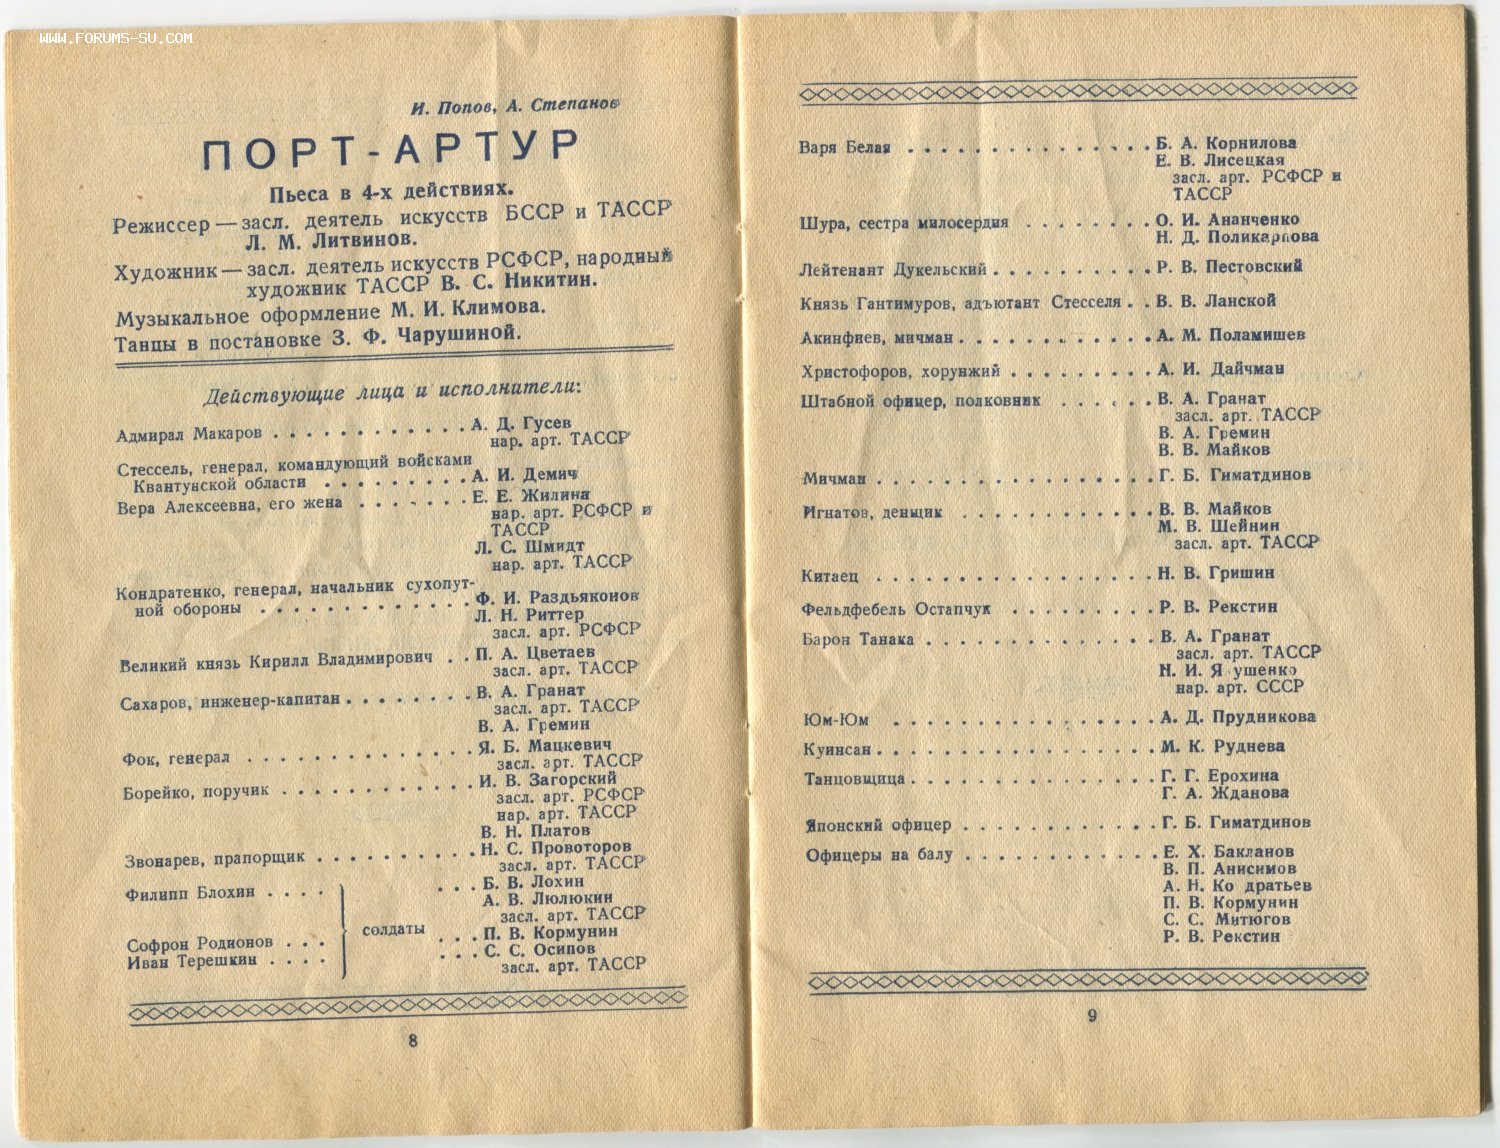 WWW.FORUMS-SU.COM
И. Попов, А. Степанов
ПОРТ-АРТУР
Пьеса в 4-х действиях.
Режиссер — засл. деятель искусств БССР и ТАССР
Л. М. Литвинов.
Художник — засл. деятель искусств РСФСР, народный
художник ТАССР В. С. Никитин.
Музыкальное оформление М. И. Климова.
Танцы в постановке З. Ф. Чарушиной.
Действующие лица и исполнители:
Адмирал Макаров . . . . . . . . . . . . А. Д. Гусев
нар. арт. ТАССР
Стессель, генерал, командующий войсками
Квантунской области . . . . . . . . . А. И. Демич
Вера Алексеевна, его жена . . . . . . . Е. Е. Жилина
нар. арт. РСФСР и
ТАССР
Л. С. Шмидт
нар. арт. ТАССР
Кондратенко, генерал, начальник сухопут-
ной обороны . . . . . . . . . . . . . Ф. И. Раздьяконов
Л. Н. Риттер
засл. арт. РСФСР
Великий князь Кирилл Владимирович . . П. А. Цветаев
засл. арт. ТАССР
Сахаров, инженер-капитан . . . . . . . . В. А. Гранат
засл. арт. ТАССР
В. А. Гремин
Фок, генерал . . . . . . . . . . . . . . Я. Б. Мацкевич
засл. арт. ТАССР
Борейко, поручик . . . . . . . . . . . . И. В. Загорский
засл. арт. РСФСР
нар. арт. ТАССР
В. Н. Платов
Звонарев, прапорщик . . . . . . . . . . Н. С. Провоторов
засл. арт. ТАССР
Филипп Блохин . . . . . . . Б. В. Лохин
А. В. Люлюкин
засл. арт. ТАССР
солдаты
Софрон Родионов . . . . . . П. В. Кормунин
Иван Терешкин . . . . . . . С. С. Осипов
засл. арт. ТАССР
8
Варя Белая . . . . . . . . . . . . . . . Б. А. Корнилова
Е. В. Лисецкая
засл. арт. РСФСР и
ТАССР
Шура, сестра милосердия . . . . . . . . О. И. Ананченко
Н. Д. Поликарпова
Лейтенант Дукельский . . . . . . . . . . Р. В. Пестовский
Князь Гантимуров, адъютант Стесселя . . В. В. Ланской
Акинфиев, мичман . . . . . . . . . . . . А. М. Поламишев
Христофоров, хорунжий . . . . . . . . . А. И. Дайчман
Штабной офицер, полковник . . . . . . В. А. Гранат
засл. арт. ТАССР
В. А. Гремин
В. В. Майков
Мичман . . . . . . . . . . . . . . . . . Г. Б. Гиматдинов
Игнатов, денщик . . . . . . . . . . . . В. В. Майков
М. В. Шейнин
засл. арт. ТАССР
Китаец . . . . . . . . . . . . . . . . . Н. В. Гришин
Фельдфебель Остапчук . . . . . . . . . Р. В. Рекстин
Барон Танака . . . . . . . . . . . . . . В. А. Гранат
засл. арт. ТАССР
Н. И. Я ушенко
нар. арт. СССР
Юм-Юм . . . . . . . . . . . . . . . . А. Д. Прудникова
Куинсан . . . . . . . . . . . . . . . . . М. К. Руднева
Танцовщица . . . . . . . . . . . . . . . Г. Г. Ерохина
Г. А. Жданова
Японский офицер . . . . . . . . . . . . Г. Б. Гиматдинов
Офицеры на балу . . . . . . . . . . . . Е. Х. Бакланов
В. П. Анисимов
А. Н. Ко дратьев
П. В. Кормунин
С. С. Митюгов
Р. В. Рекстин
9